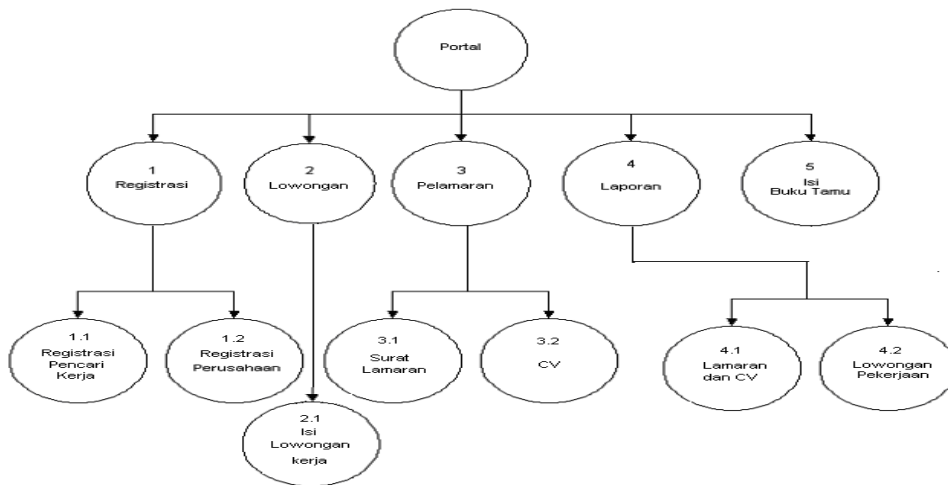 Portal
1
Registrasi
2
Lowongan
3
Pelamaran
4
Laporan
5
Isi
Buku Tamu
1.1
Registrasi
Pencari
Kerja
1.2
Registrasi
Perusahaan
3.1
Surat
Lamaran
3.2
CV
4.1
Lamaran
dan CV
4.2
Lowongan
Pekerjaan
2.1
Isi
Lowongan
kerja